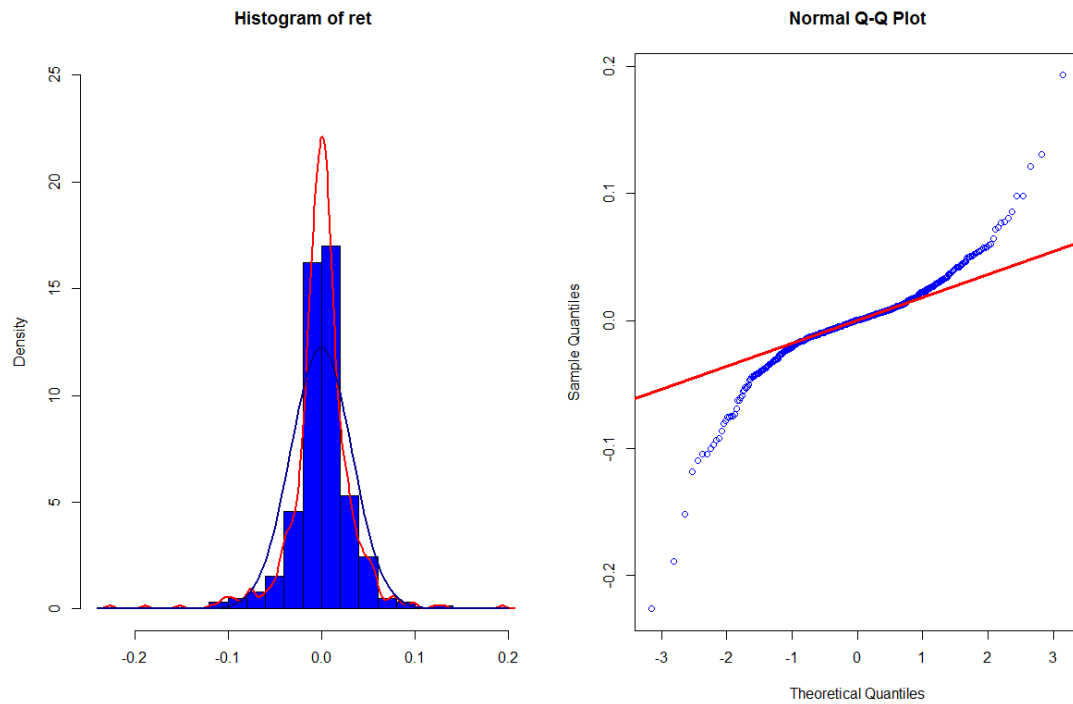 Histogram of ret
Density
25
20
15
10
5
0
-0.2 -0.1 0.0 0.1 0.2
Normal Q-Q Plot
Sample Quantiles
0.2
0.1
0.0
-0.1
-0.2
-3 -2 -1 0 1 2 3
Theoretical Quantiles